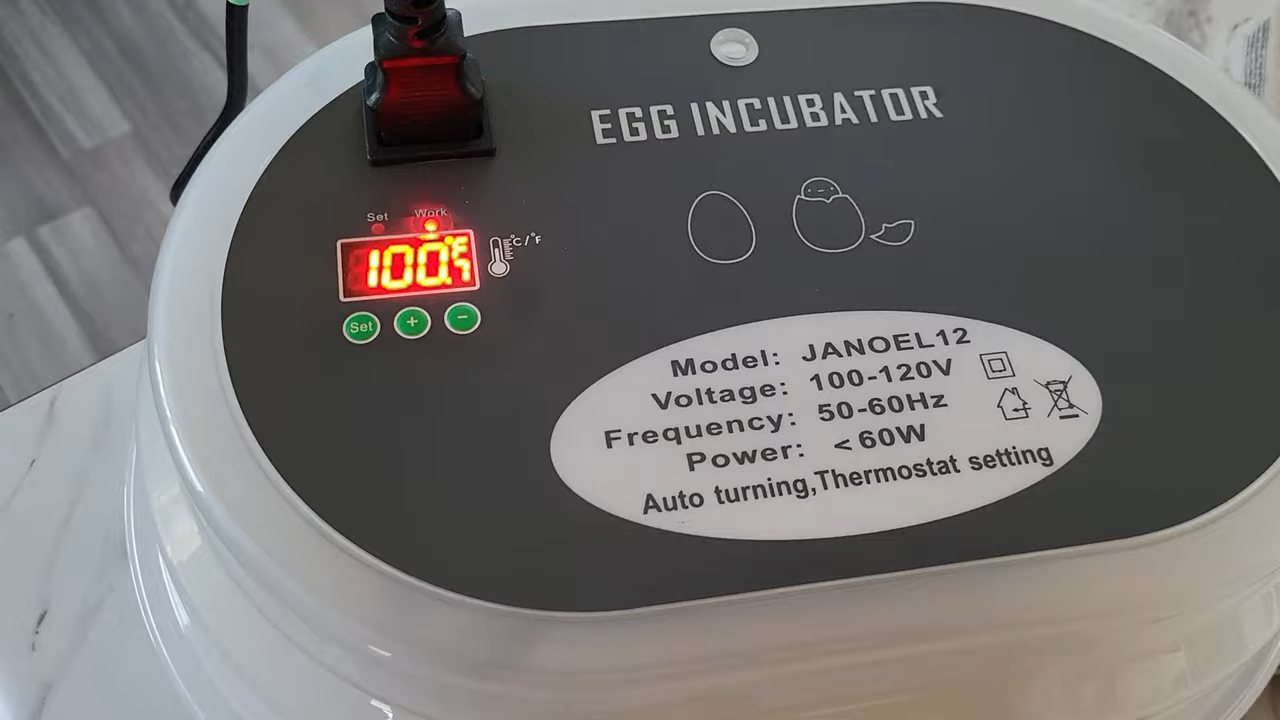 EGG INCUBATOR
Set Work
100.5°F
°C/°F
Set + −
Model: JANOEL12
Voltage: 100-120V
Frequency: 50-60Hz
Power: <60W
Auto turning,Thermostat setting